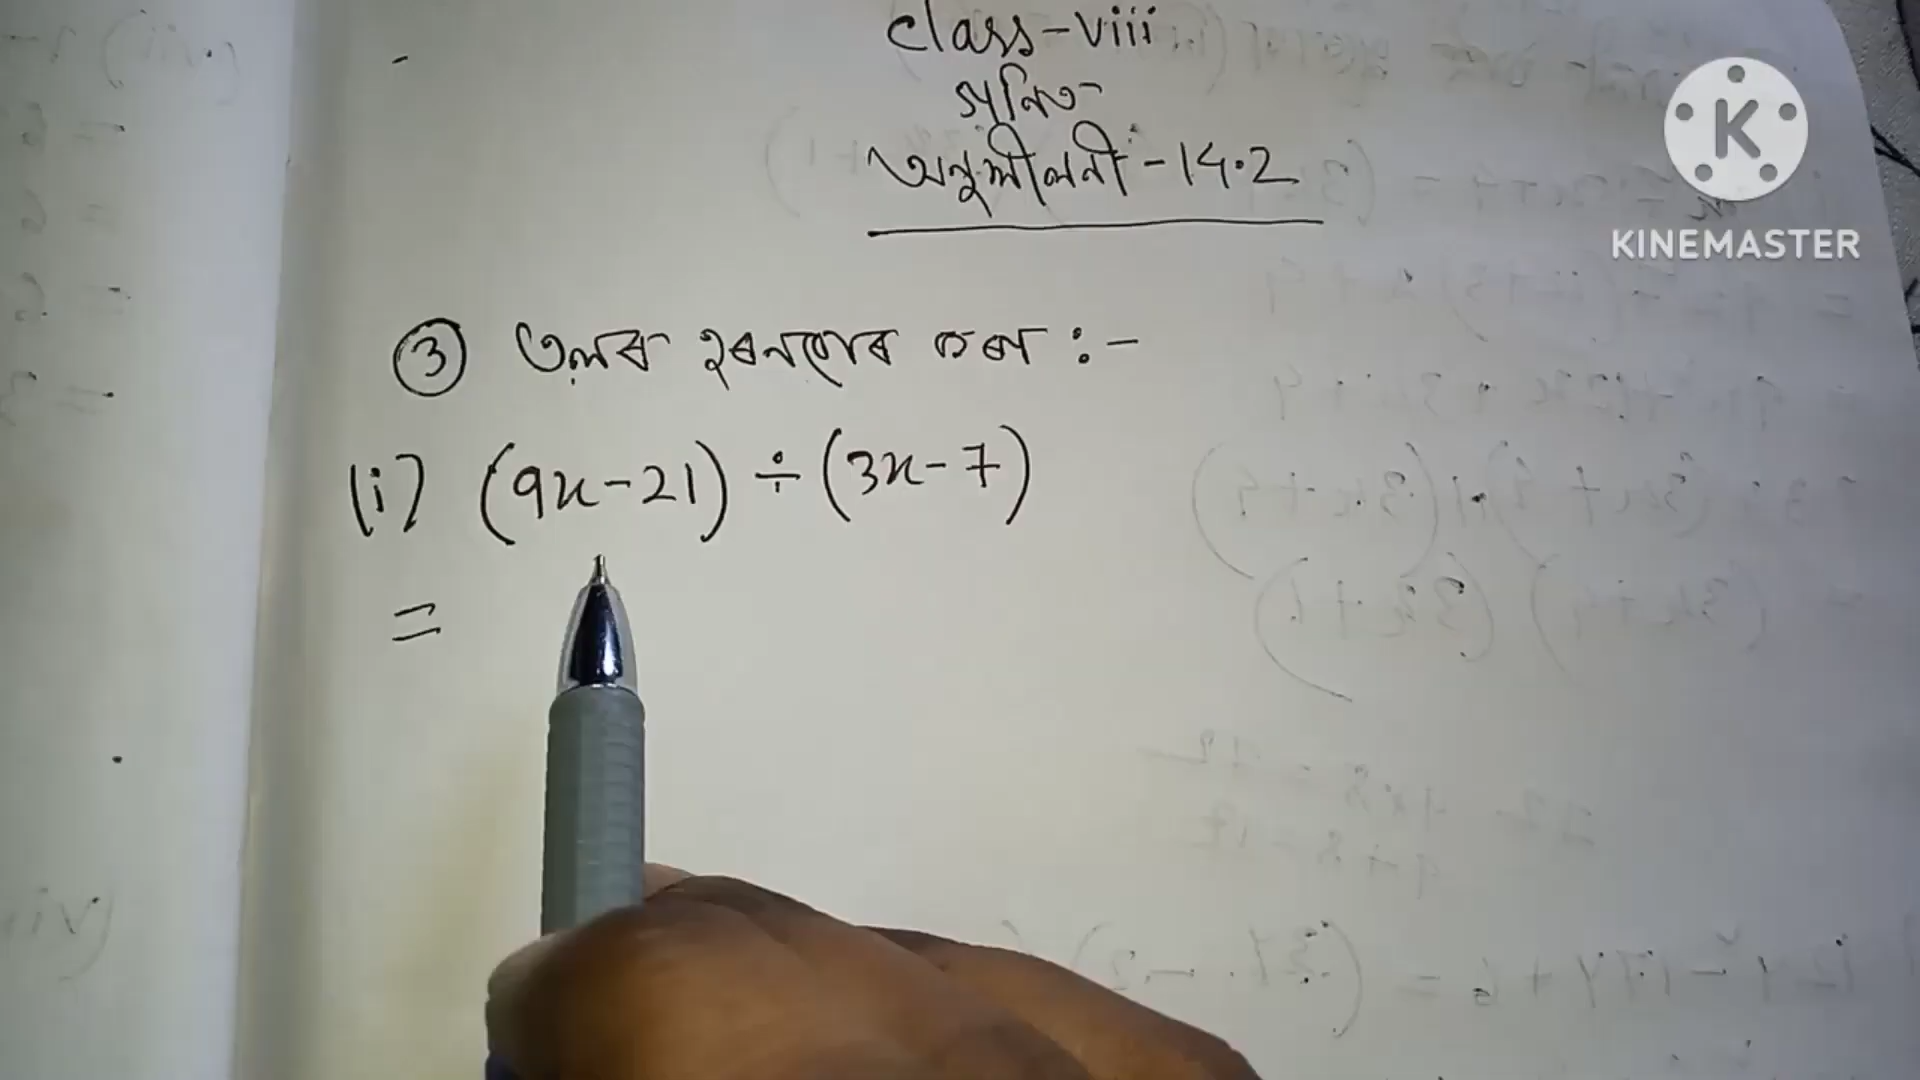 Class-viii
গণিত
অনুশীলনী-14.2
KINEMASTER
③ তলৰ হৰণবোৰ কৰা :-
(i) (9x-21) ÷ (3x-7)
=